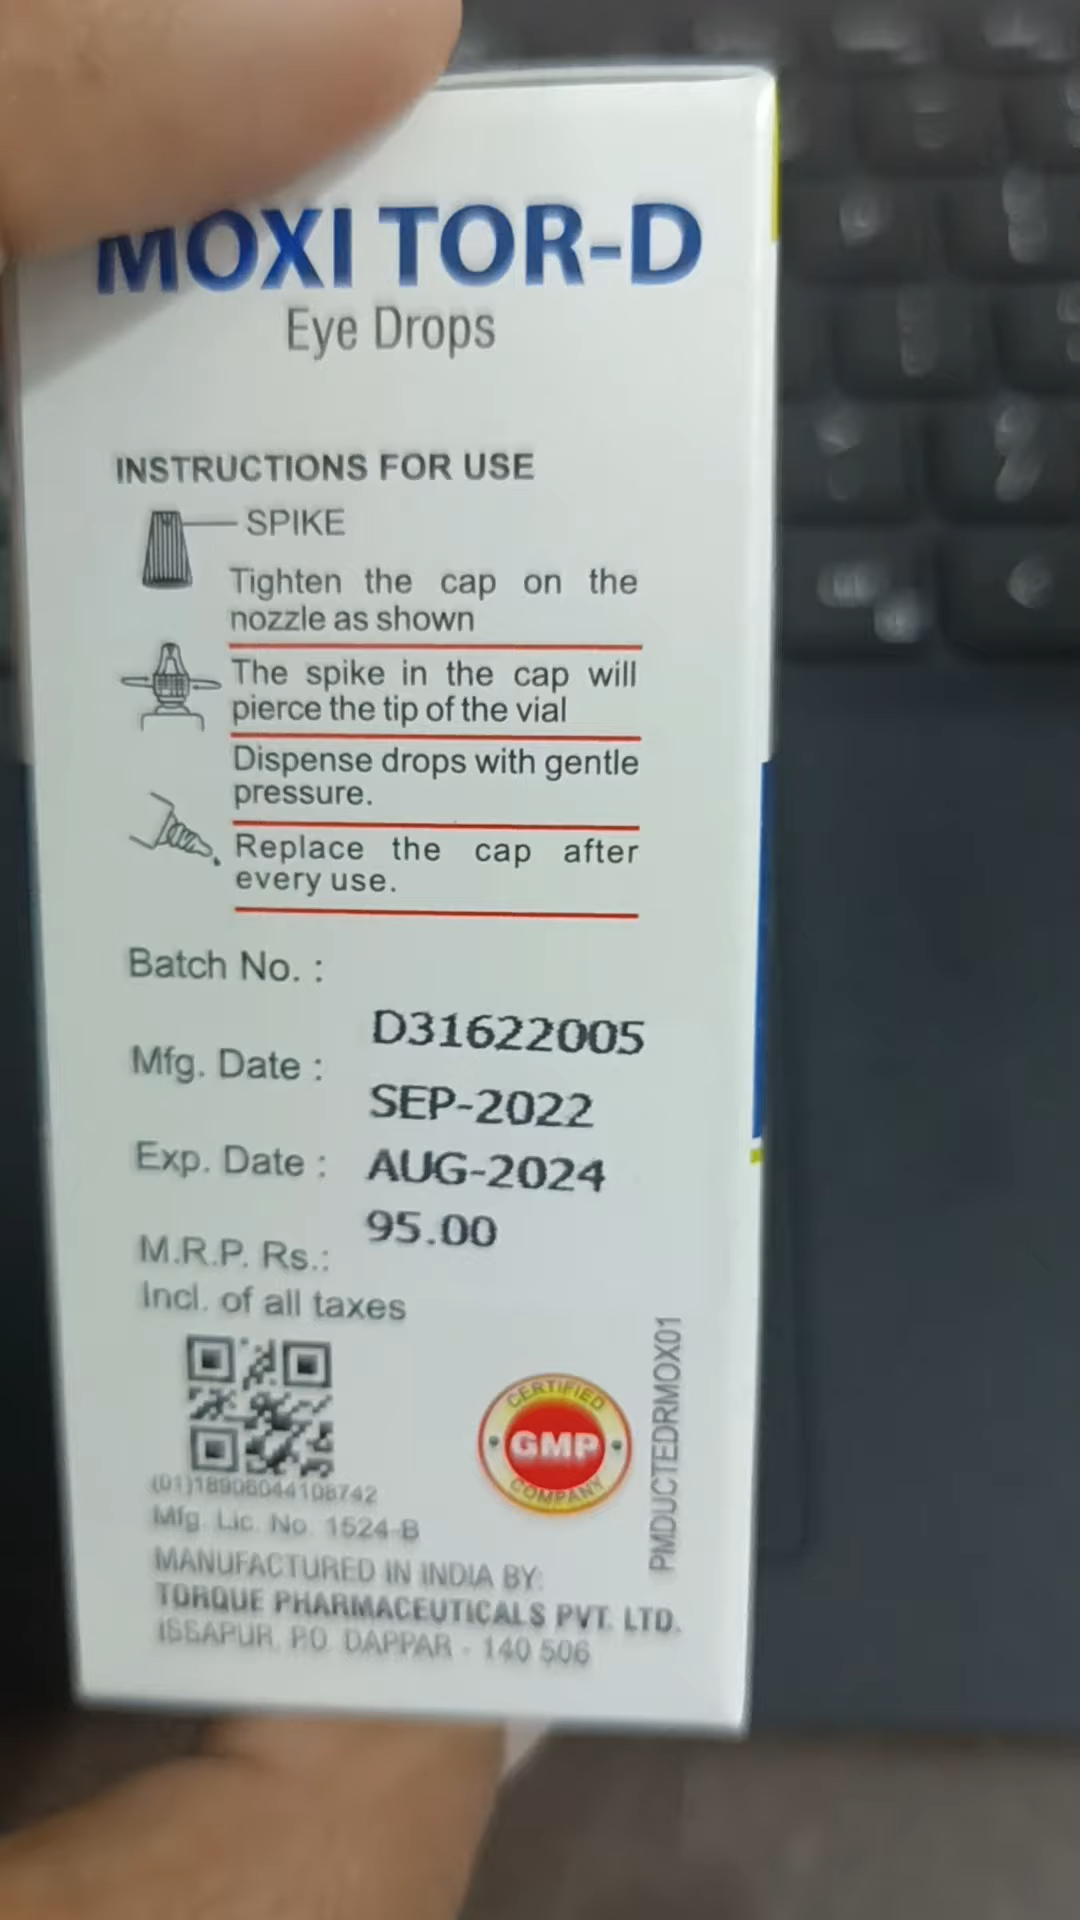 MOXI TOR-D
Eye Drops
INSTRUCTIONS FOR USE
SPIKE
Tighten the cap on the
nozzle as shown
The spike in the cap will
pierce the tip of the vial
Dispense drops with gentle
pressure.
Replace the cap after
every use.
Batch No. :
D31622005
Mfg. Date :
SEP-2022
Exp. Date : AUG-2024
95.00
M.R.P. Rs.:
Incl. of all taxes
(01)18906044108742
Mfg. Lic. No. 1524-B
CERTIFIED
GMP
COMPANY
PMDUCTEDRMOX01
MANUFACTURED IN INDIA BY:
TORQUE PHARMACEUTICALS PVT. LTD.
ISSAPUR, P.O. DAPPAR - 140 506